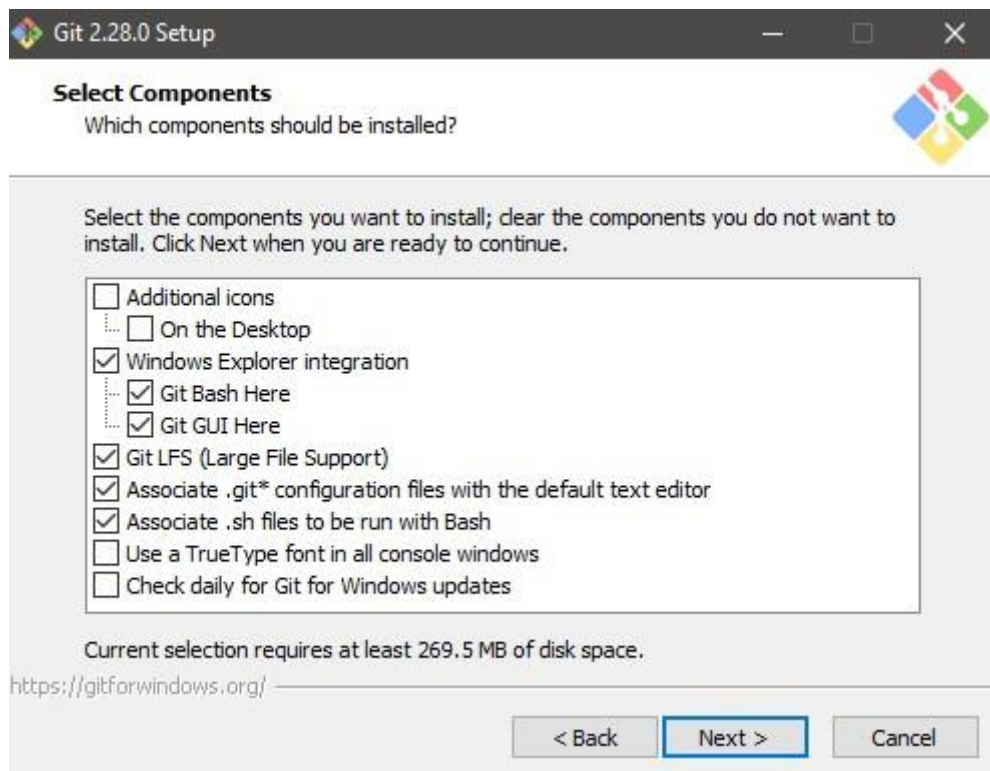 Git 2.28.0 Setup
Select Components
Which components should be installed?
Select the components you want to install; clear the components you do not want to
install. Click Next when you are ready to continue.
Additional icons
On the Desktop
Windows Explorer integration
Git Bash Here
Git GUI Here
Git LFS (Large File Support)
Associate .git* configuration files with the default text editor
Associate .sh files to be run with Bash
Use a TrueType font in all console windows
Check daily for Git for Windows updates
Current selection requires at least 269.5 MB of disk space.
https://gitforwindows.org/
< Back Next > Cancel